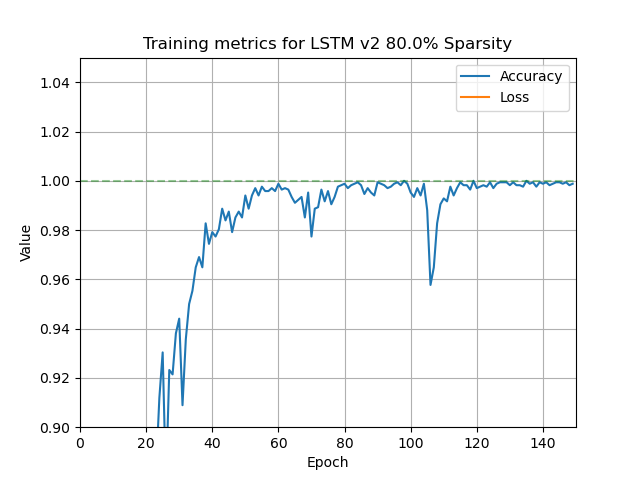 Training metrics for LSTM v2 80.0% Sparsity
1.04
1.02
1.00
0.98
0.96
0.94
0.92
0.90
Value
Accuracy
Loss
0 20 40 60 80 100 120 140
Epoch